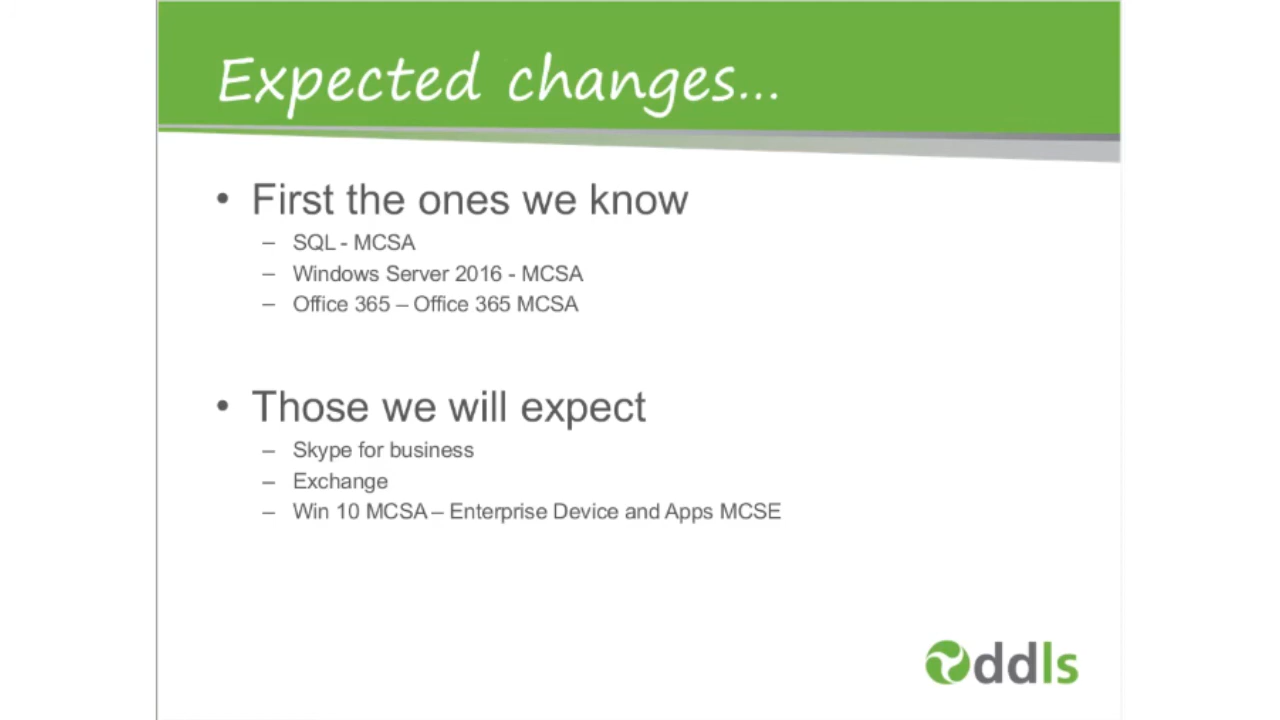 Expected changes...
• First the ones we know
– SQL - MCSA
– Windows Server 2016 - MCSA
– Office 365 – Office 365 MCSA
• Those we will expect
– Skype for business
– Exchange
– Win 10 MCSA – Enterprise Device and Apps MCSE
ddls